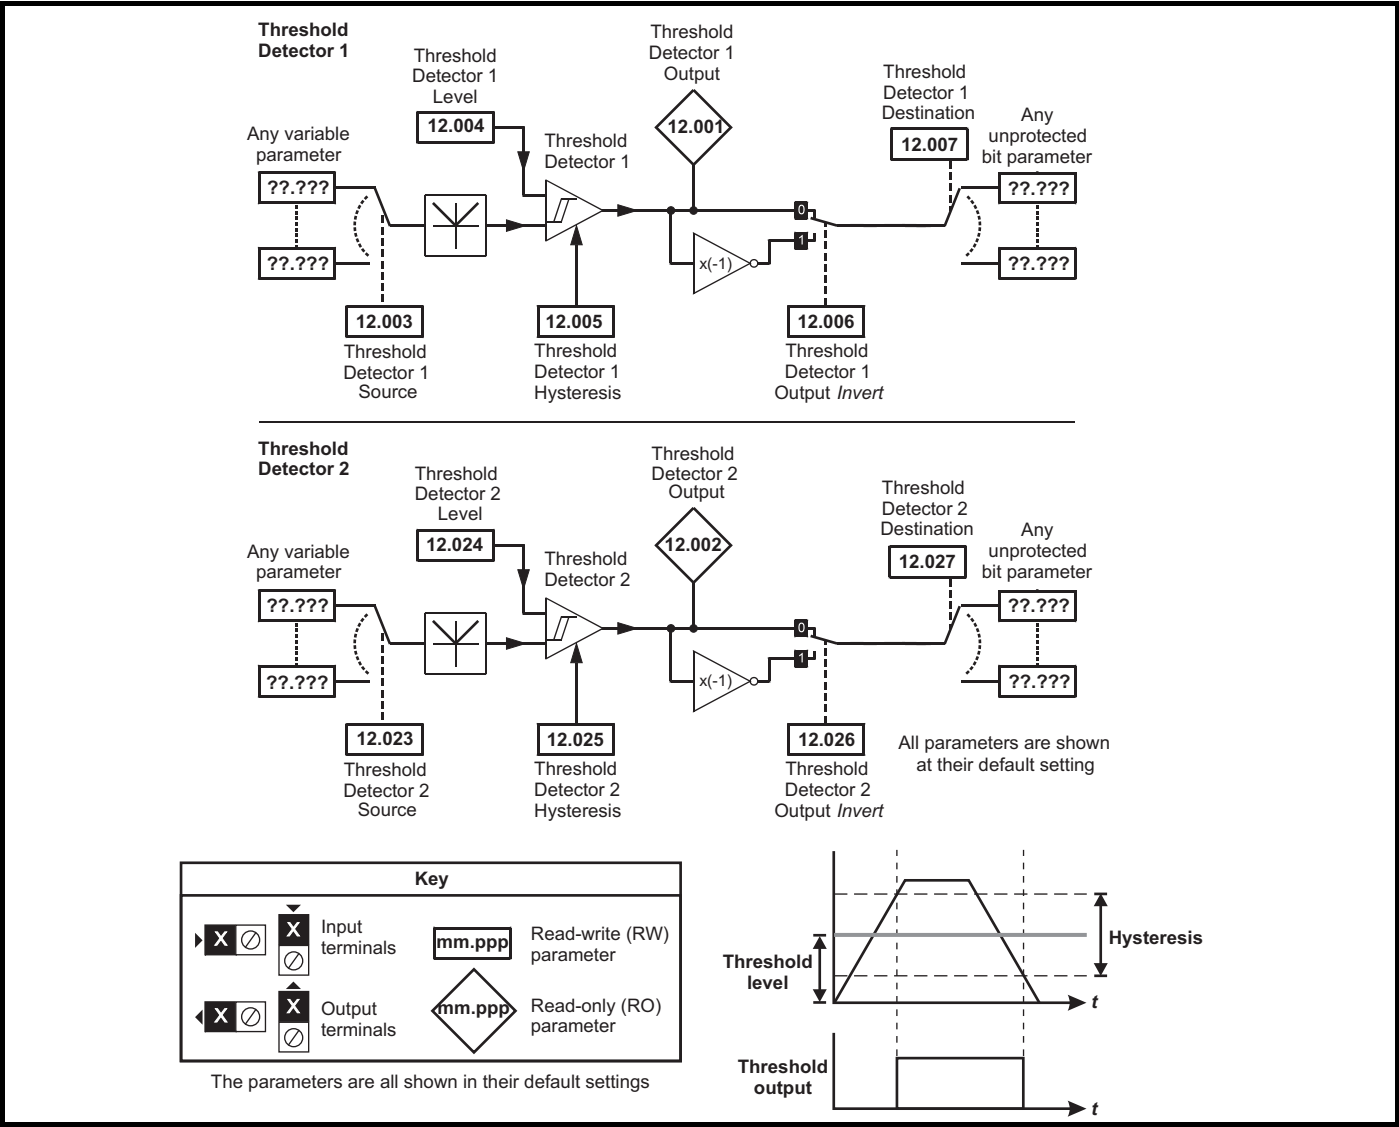 Threshold
Detector 1
Threshold
Detector 1
Level
12.004
Threshold
Detector 1
Output
12.001
Threshold
Detector 1
Destination
12.007
Any variable
parameter
??.???
??.???
Threshold
Detector 1
Any
unprotected
bit parameter
??.???
??.???
0
1
x(-1)
12.003
Threshold
Detector 1
Source
12.005
Threshold
Detector 1
Hysteresis
12.006
Threshold
Detector 1
Output Invert
Threshold
Detector 2
Threshold
Detector 2
Level
12.024
Threshold
Detector 2
Output
12.002
Threshold
Detector 2
Destination
12.027
Any variable
parameter
??.???
??.???
Threshold
Detector 2
Any
unprotected
bit parameter
??.???
??.???
0
1
x(-1)
12.023
Threshold
Detector 2
Source
12.025
Threshold
Detector 2
Hysteresis
12.026
Threshold
Detector 2
Output Invert
All parameters are shown
at their default setting
Key
X
X
Input
terminals
mm.ppp
Read-write (RW)
parameter
X
X
Output
terminals
mm.ppp
Read-only (RO)
parameter
The parameters are all shown in their default settings
Threshold
level
Hysteresis
t
Threshold
output
t